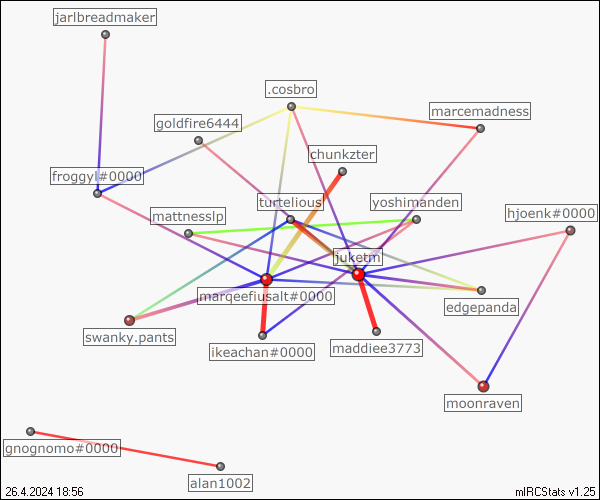 jarlbreadmaker
.cosbro
goldfire6444
marcemadness
chunkzter
froggyl#0000
turtelious!
yoshimanden
mattnesslp
hjoenk#0000
juketm
marqeefiusalt#0000
edgepanda
swanky.pants
ikeachan#0000
maddiee3773
moonraven
gnognomo#0000
alan1002
26.4.2024 18:56
mIRCStats v1.25